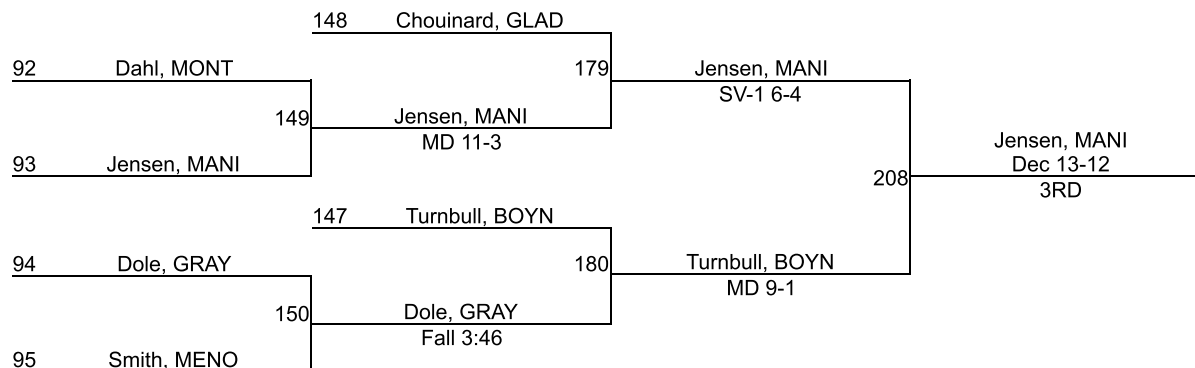 148 Chouinard, GLAD
92 Dahl, MONT
179 Jensen, MANI
SV-1 6-4
149 Jensen, MANI
MD 11-3
93 Jensen, MANI
208 Jensen, MANI
Dec 13-12
3RD
147 Turnbull, BOYN
94 Dole, GRAY
180 Turnbull, BOYN
MD 9-1
150 Dole, GRAY
Fall 3:46
95 Smith, MENO